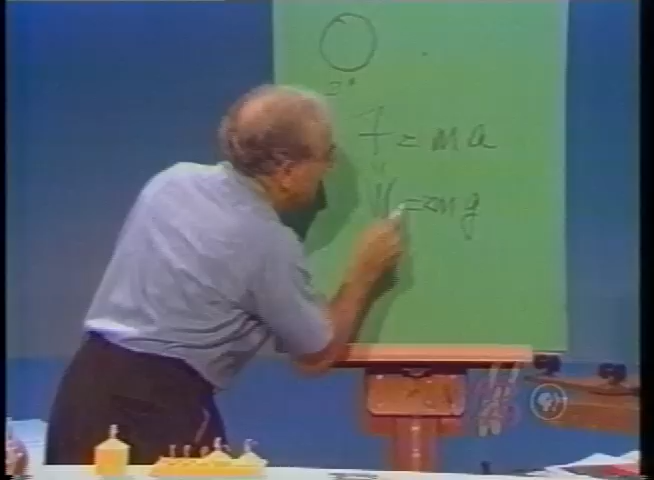 F = ma
W = mg